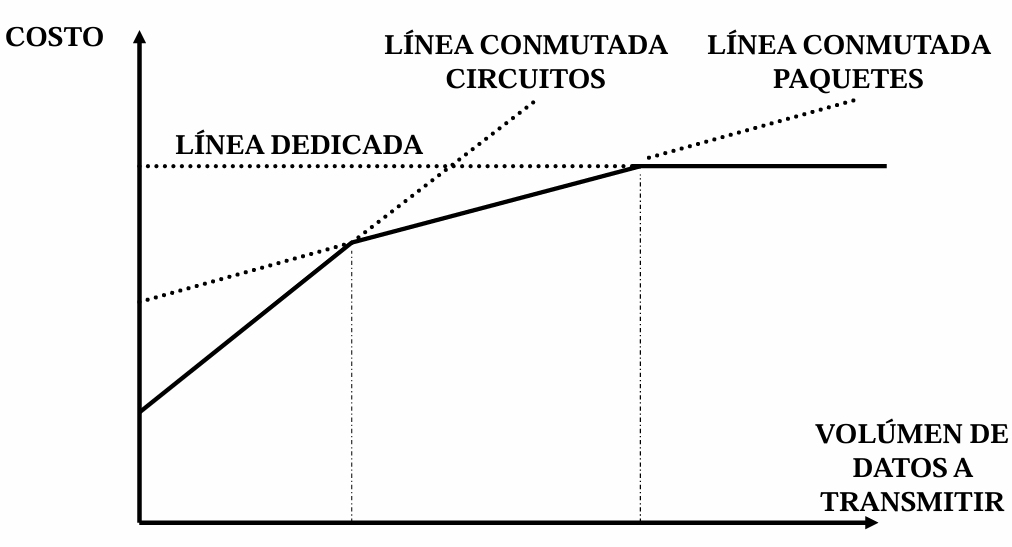 COSTO
LÍNEA CONMUTADA
CIRCUITOS
LÍNEA CONMUTADA
PAQUETES
LÍNEA DEDICADA
VOLÚMEN DE
DATOS A
TRANSMITIR